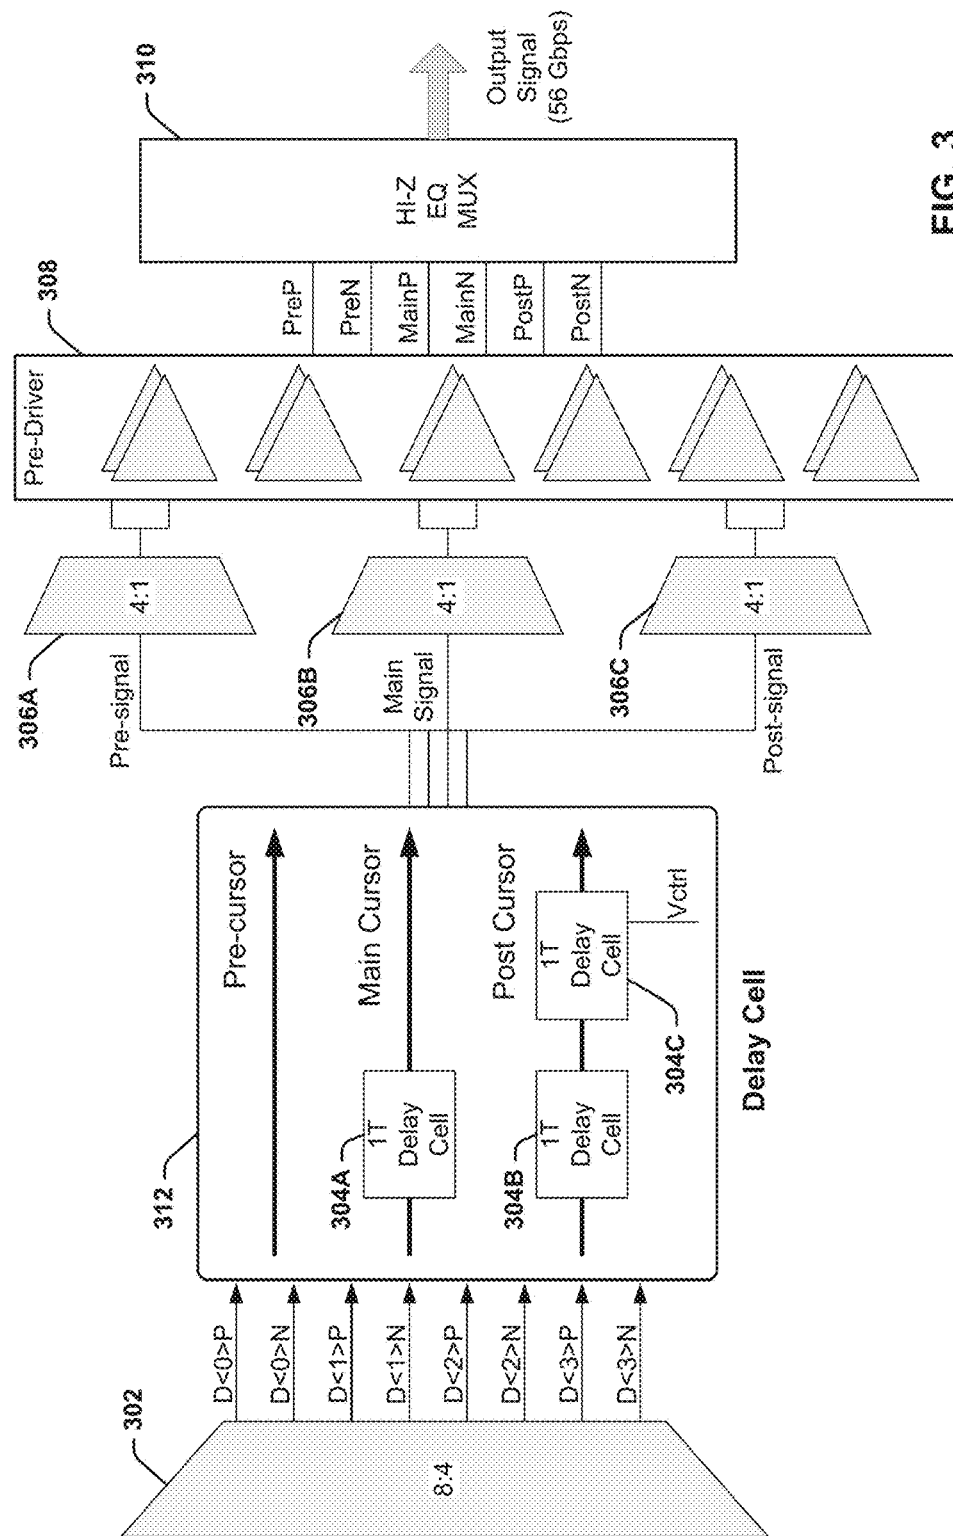 302
8:4
D<0>P
D<0>N
D<1>P
D<1>N
D<2>P
D<2>N
D<3>P
D<3>N
312
Pre-cursor
304A
1T
Delay
Cell
Main Cursor
304B
1T
Delay
Cell
Post Cursor
1T
Delay
Cell
304C
Vctrl
Delay Cell
306A
Pre-signal
4:1
306B
Main
Signal
4:1
306C
Post-signal
4:1
308
Pre-Driver
PreP
PreN
MainP
MainN
PostP
PostN
310
HI-Z
EQ
MUX
Output
Signal
(56 Gbps)
FIG. 3